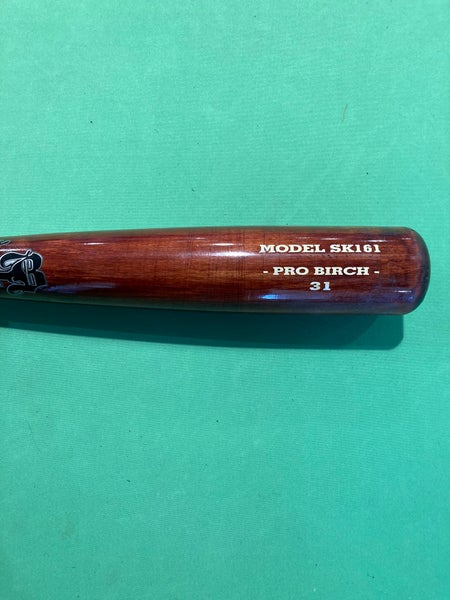 MODEL SK161
- PRO BIRCH -
31